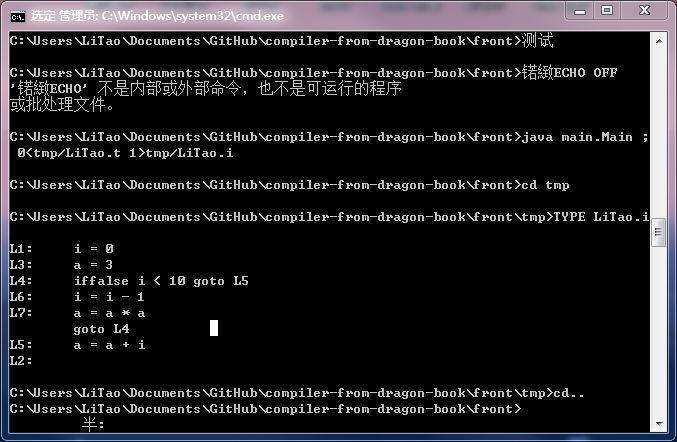 选定 管理员: C:\Windows\system32\cmd.exe
C:\Users\LiTao\Documents\GitHub\compiler-from-dragon-book\front>测试
C:\Users\LiTao\Documents\GitHub\compiler-from-dragon-book\front>锘緻ECHO OFF
'锘緻ECHO' 不是内部或外部命令，也不是可运行的程序
或批处理文件。
C:\Users\LiTao\Documents\GitHub\compiler-from-dragon-book\front>java main.Main ;
0<tmp/LiTao.t 1>tmp/LiTao.i
C:\Users\LiTao\Documents\GitHub\compiler-from-dragon-book\front>cd tmp
C:\Users\LiTao\Documents\GitHub\compiler-from-dragon-book\front\tmp>TYPE LiTao.i
L1: i = 0
L3: a = 3
L4: iffalse i < 10 goto L5
L6: i = i - 1
L7: a = a * a
goto L4
L5: a = a + i
L2:
C:\Users\LiTao\Documents\GitHub\compiler-from-dragon-book\front\tmp>cd..
C:\Users\LiTao\Documents\GitHub\compiler-from-dragon-book\front>
半: